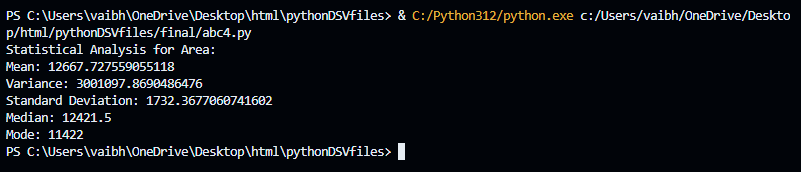 PS C:\Users\vaibh\OneDrive\Desktop\html\pythonDSVfiles> & C:/Python312/python.exe c:/Users/vaibh/OneDrive/Deskto
p/html/pythonDSVfiles/final/abc4.py
Statistical Analysis for Area:
Mean: 12667.727559055118
Variance: 3001097.8690486476
Standard Deviation: 1732.3677060741602
Median: 12421.5
Mode: 11422
PS C:\Users\vaibh\OneDrive\Desktop\html\pythonDSVfiles>